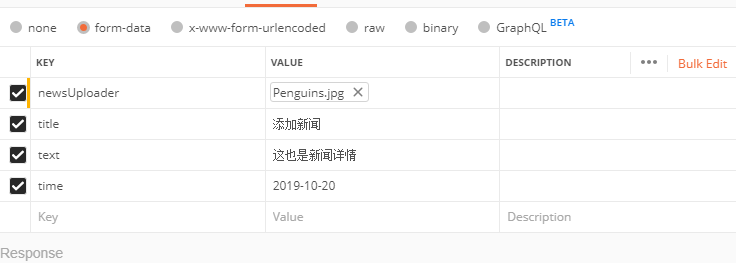 none form-data x-www-form-urlencoded raw binary GraphQL BETA
KEY VALUE DESCRIPTION ••• Bulk Edit
newsUploader Penguins.jpg ✕
title 添加新闻
text 这也是新闻详情
time 2019-10-20
Key Value Description
Response